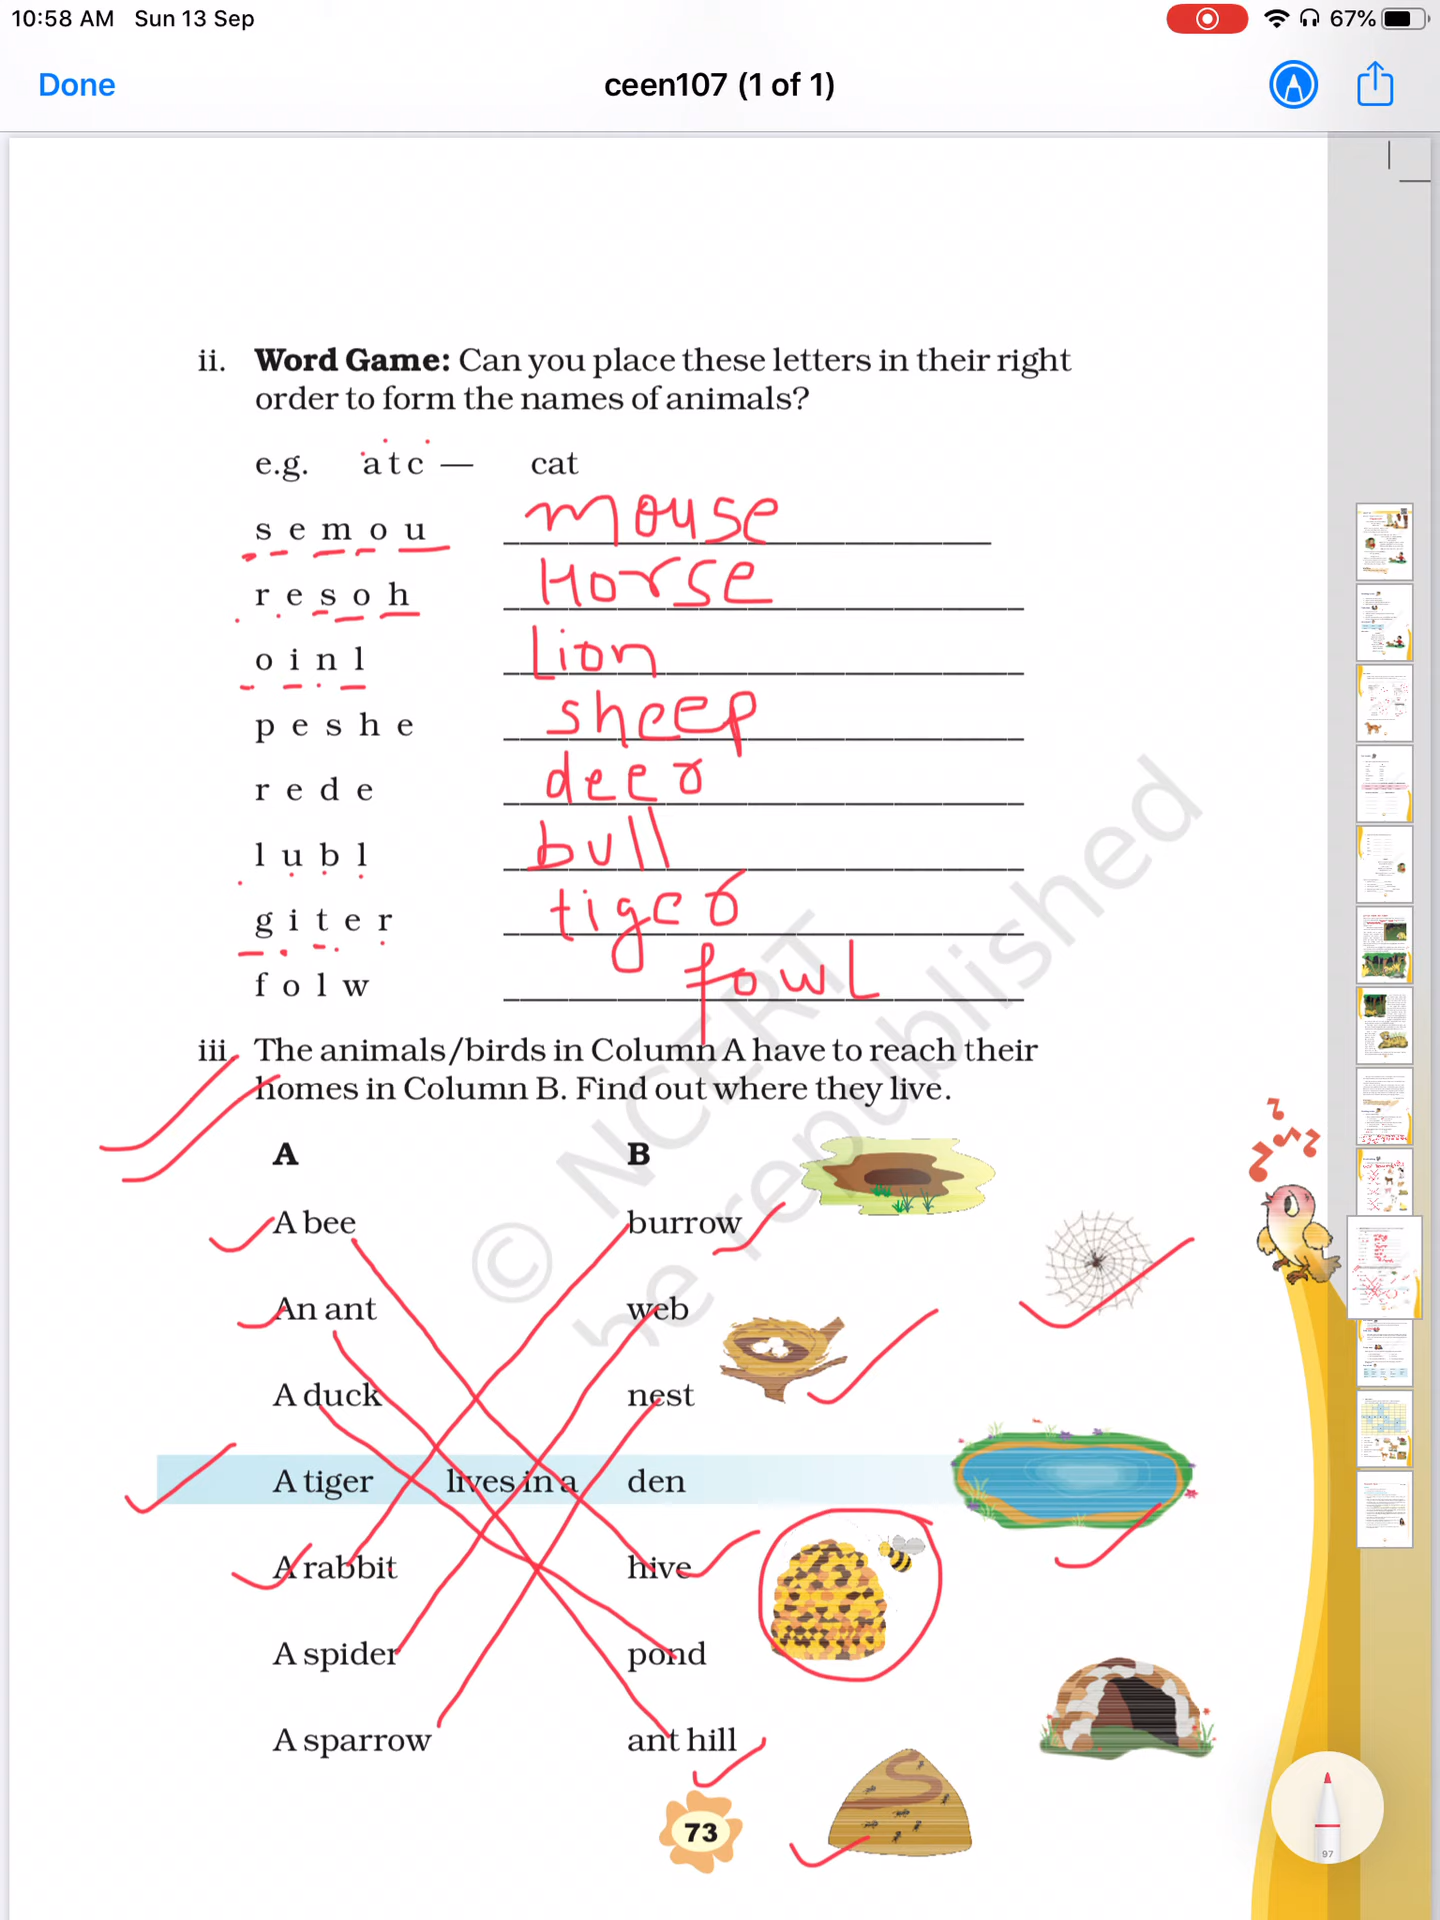 10:58 AM Sun 13 Sep 67%
Done ceen107 (1 of 1)
ii. Word Game: Can you place these letters in their right
order to form the names of animals?
e.g. a t c — cat
s e m o u mouse
r e s o h Horse
o i n l Lion
p e s h e sheep
r e d e deer
l u b l bull
g i t e r tiger
f o l w fowl
iii. The animals/birds in Column A have to reach their
homes in Column B. Find out where they live.
A B
A bee burrow
An ant web
A duck nest
A tiger lives in a den
A rabbit hive
A spider pond
A sparrow ant hill
73
97
© NCERT
be republished